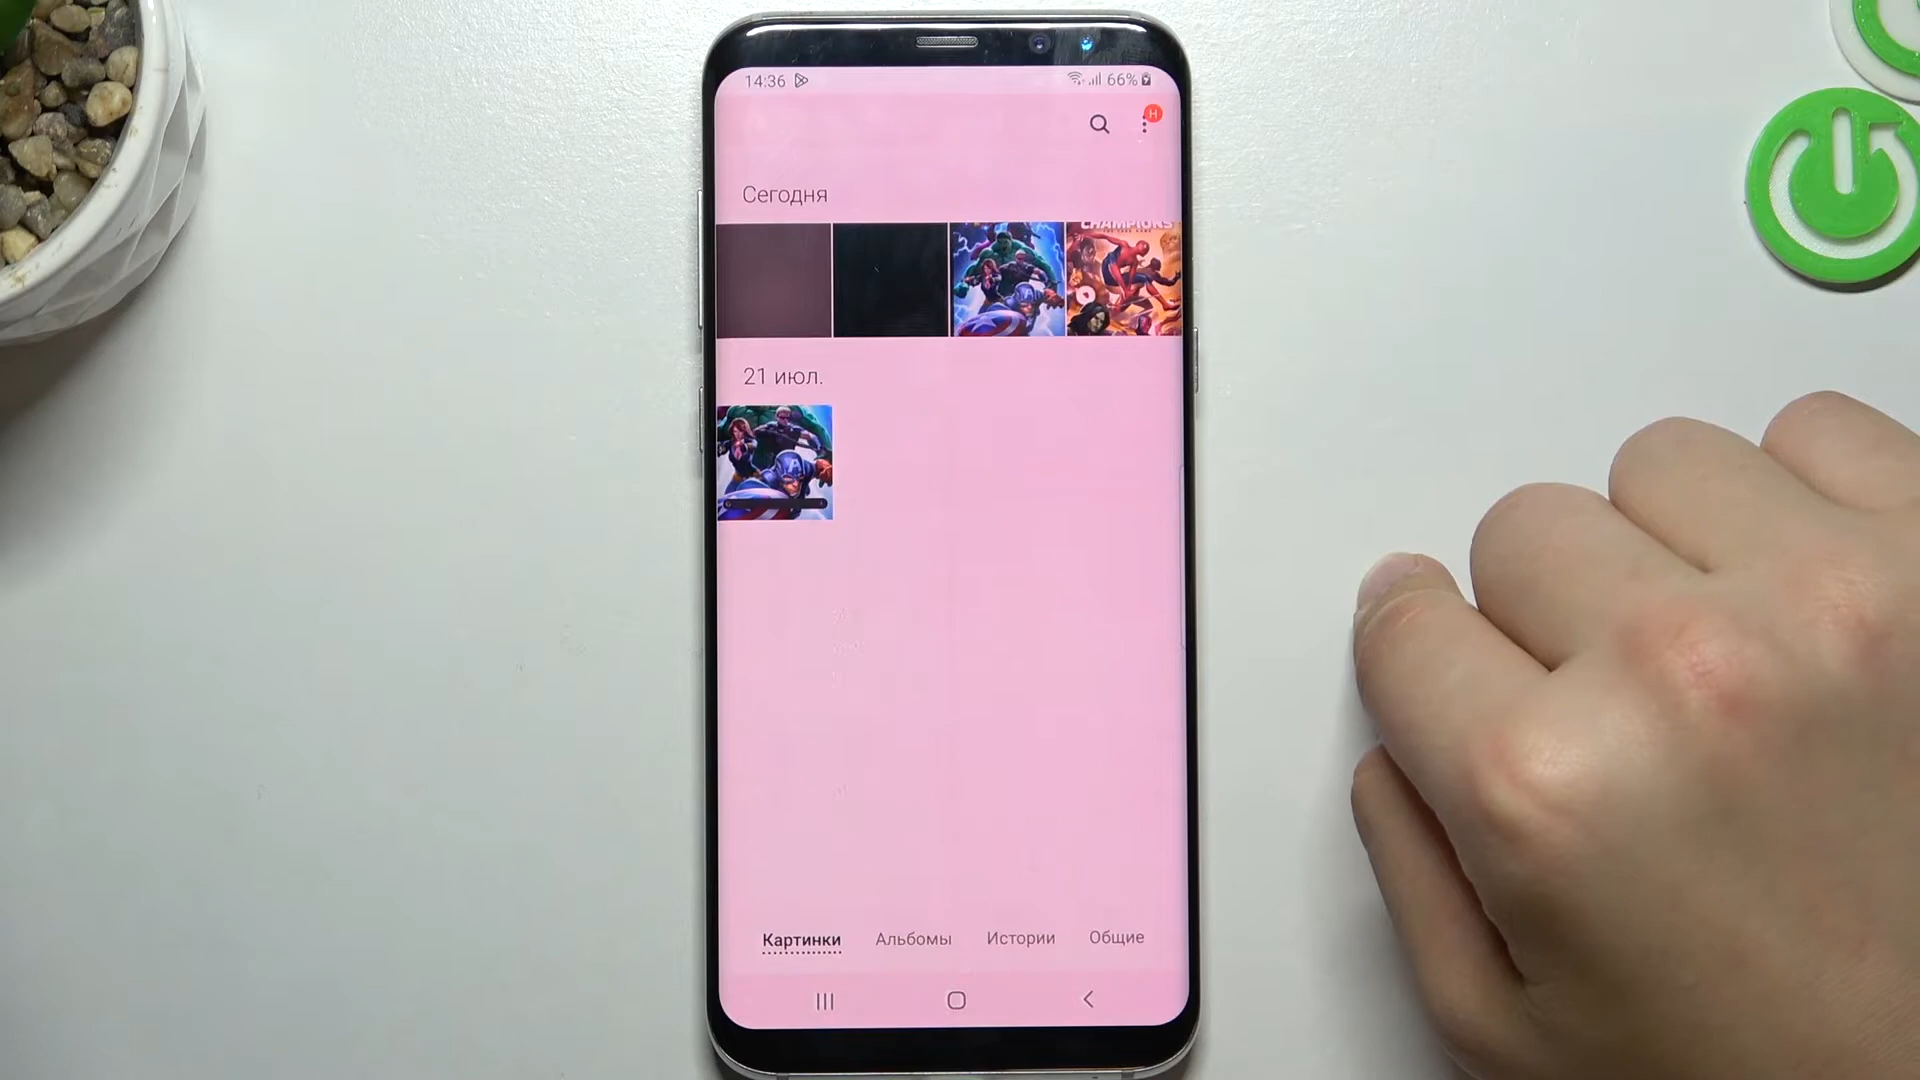 14:36
66%
H
Сегодня
CHAMPIONS
21 июл.
Картинки Альбомы Истории Общие